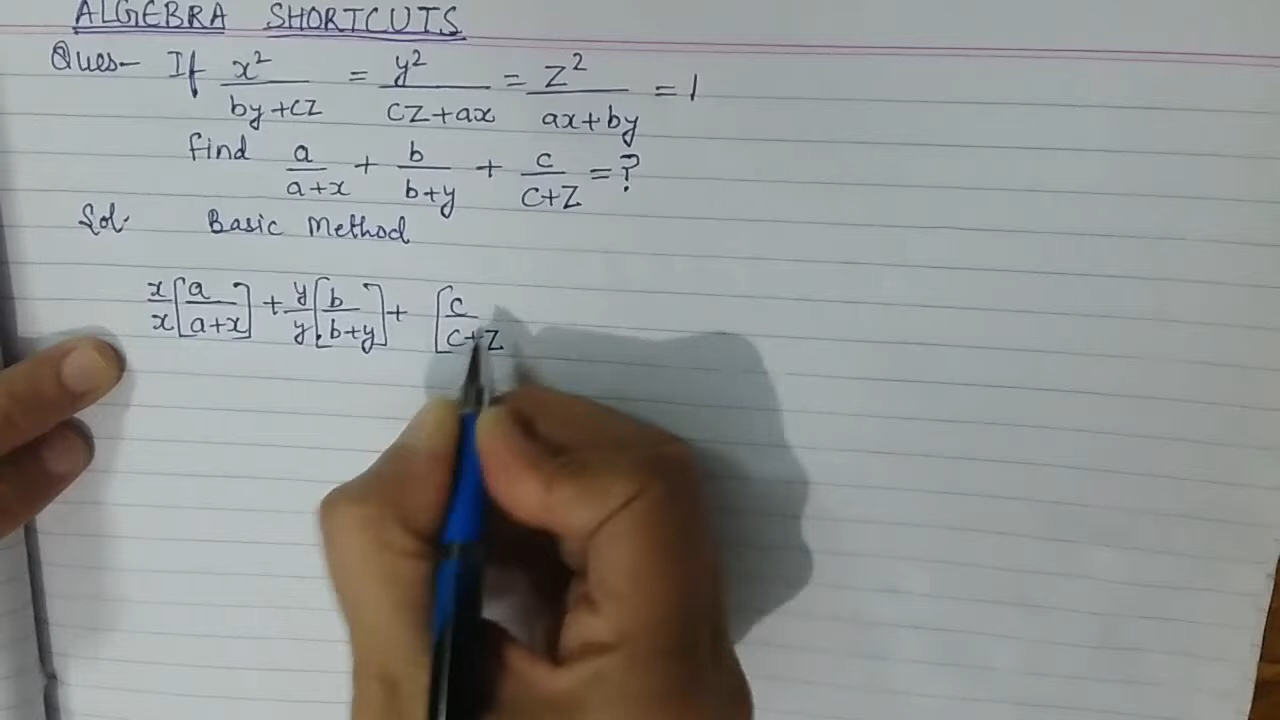 ALGEBRA SHORTCUTS
Ques- If x²/(by+cz) = y²/(cz+ax) = z²/(ax+by) = 1
find a/(a+x) + b/(b+y) + c/(c+z) = ?
Sol. Basic Method
x/x[a/(a+x)] + y/y[b/(b+y)] + [c/(c+z)